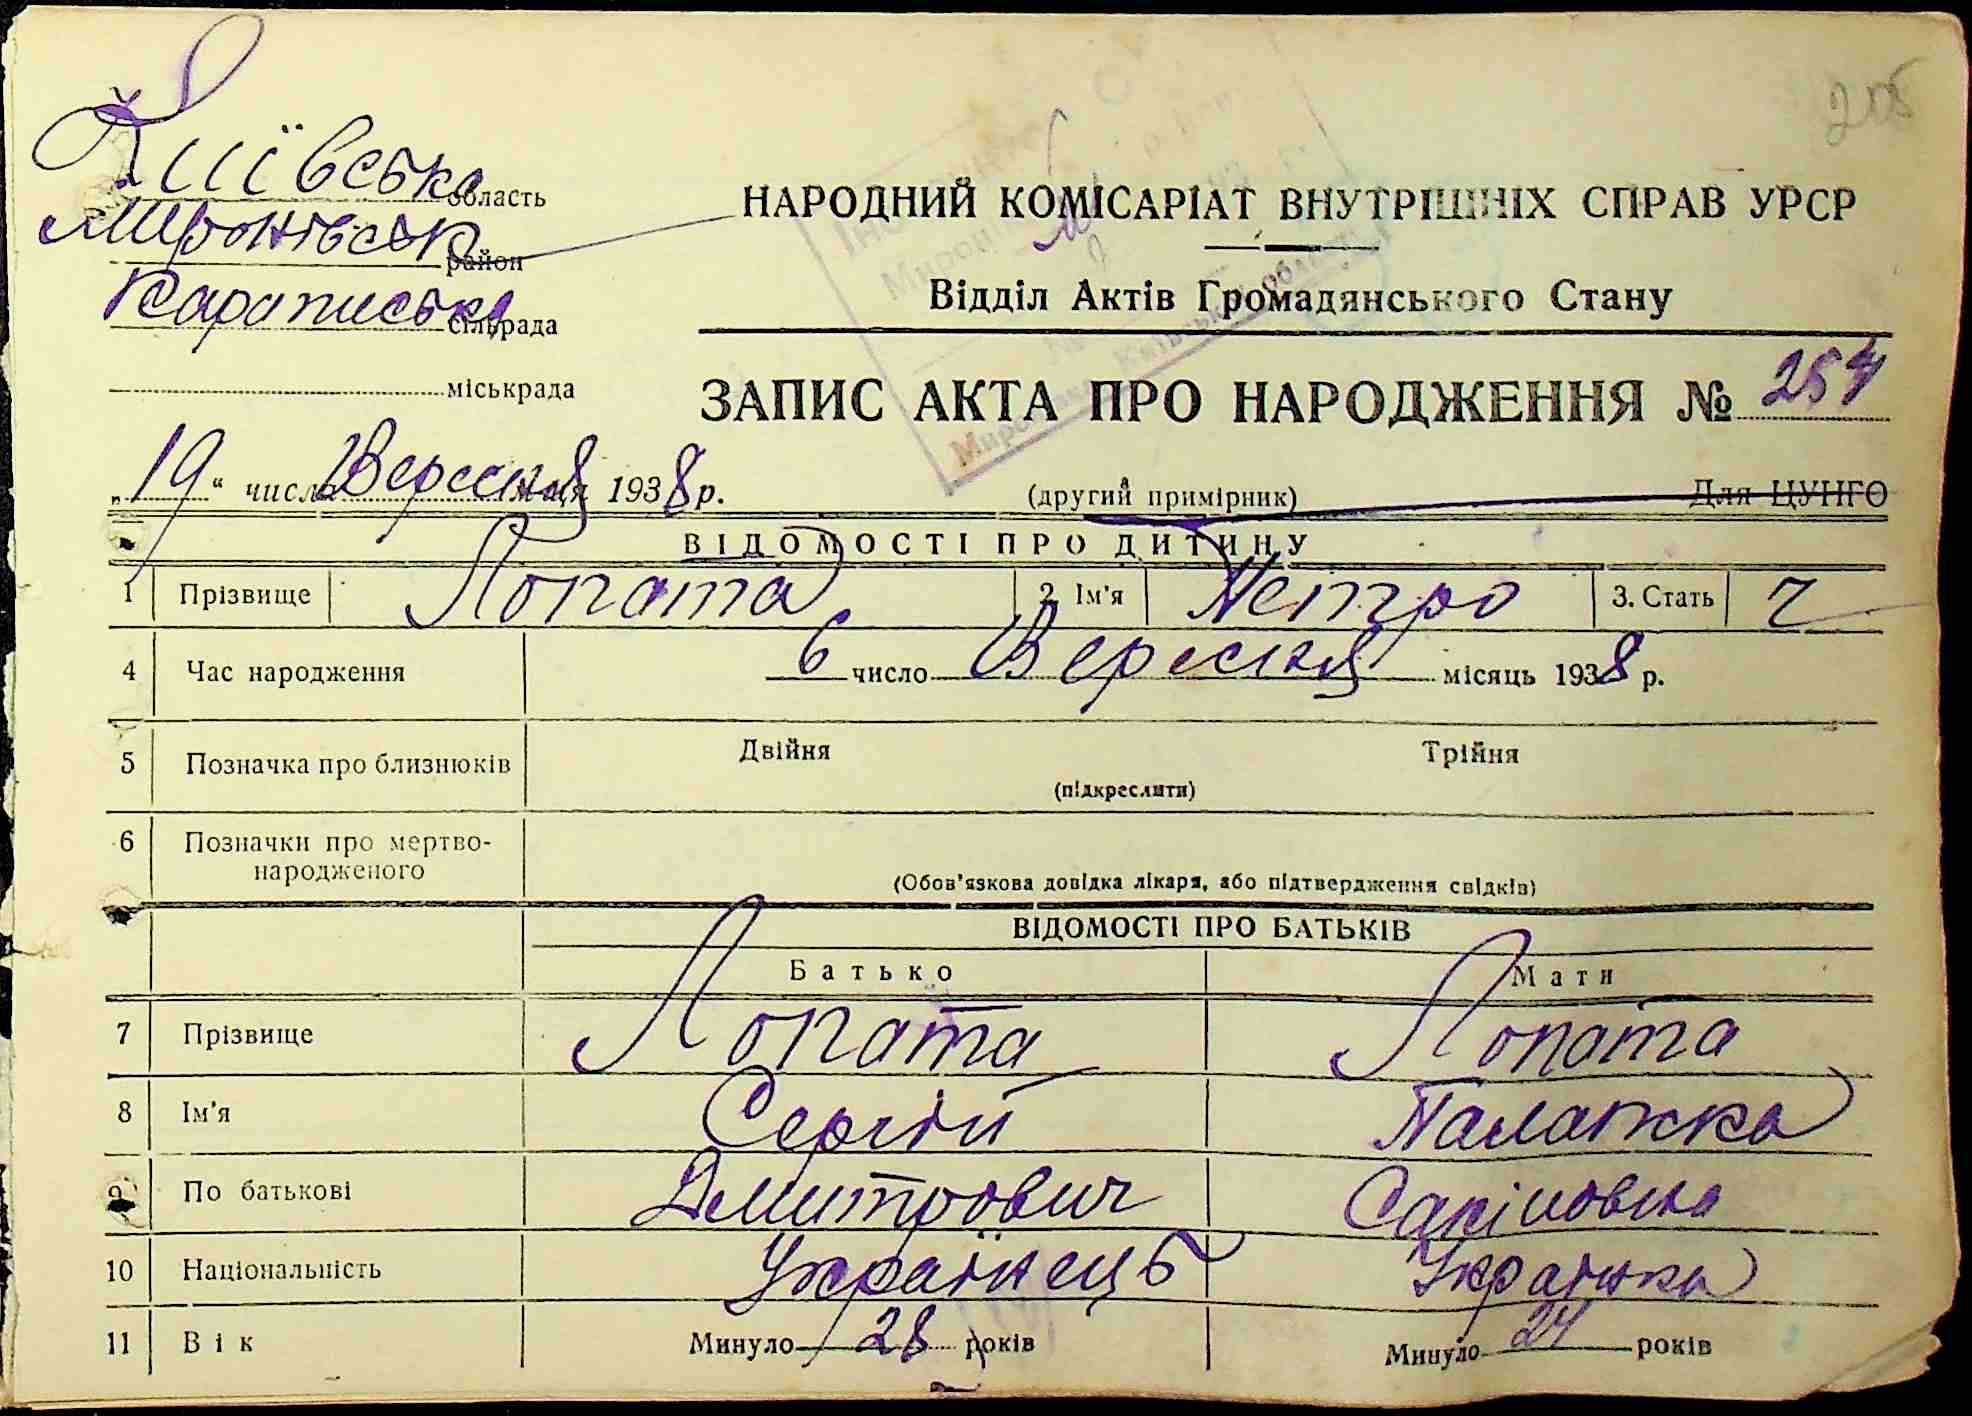 Київська область
Миронівськ район
Караписька сільрада
міськрада
НАРОДНИЙ КОМІСАРІАТ ВНУТРІШНІХ СПРАВ УРСР
Відділ Актів Громадянського Стану
ЗАПИС АКТА ПРО НАРОДЖЕННЯ № 254
„19“ число Вересня 1938 р.
(другий примірник) Для ЦУНГО
ВІДОМОСТІ ПРО ДИТИНУ
1 Прізвище Лопата 2. Ім'я Петро 3. Стать ч
4 Час народження 6 число Вересня місяць 1938 р.
5 Позначка про близнюків Двійня Трійня
(підкреслити)
6 Позначки про мертво-
народженого
(Обов'язкова довідка лікаря, або підтвердження свідків)
ВІДОМОСТІ ПРО БАТЬКІВ
Батько Мати
7 Прізвище Лопата Лопата
8 Ім'я Сергій Палажка
9 По батькові Дмитрович
10 Національність Українець Українка
11 Вік Минуло 28 років Минуло 24 років